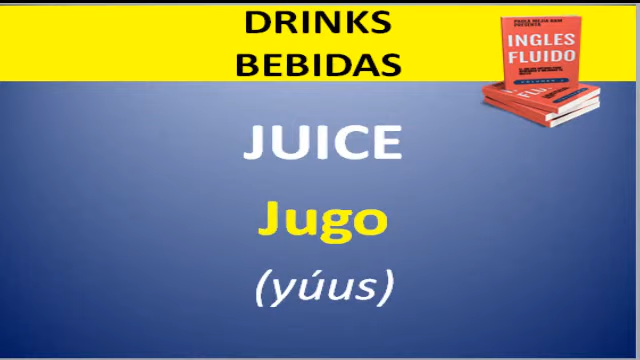 DRINKS
BEBIDAS
INGLES
FLUIDO
JUICE
Jugo
(yúus)